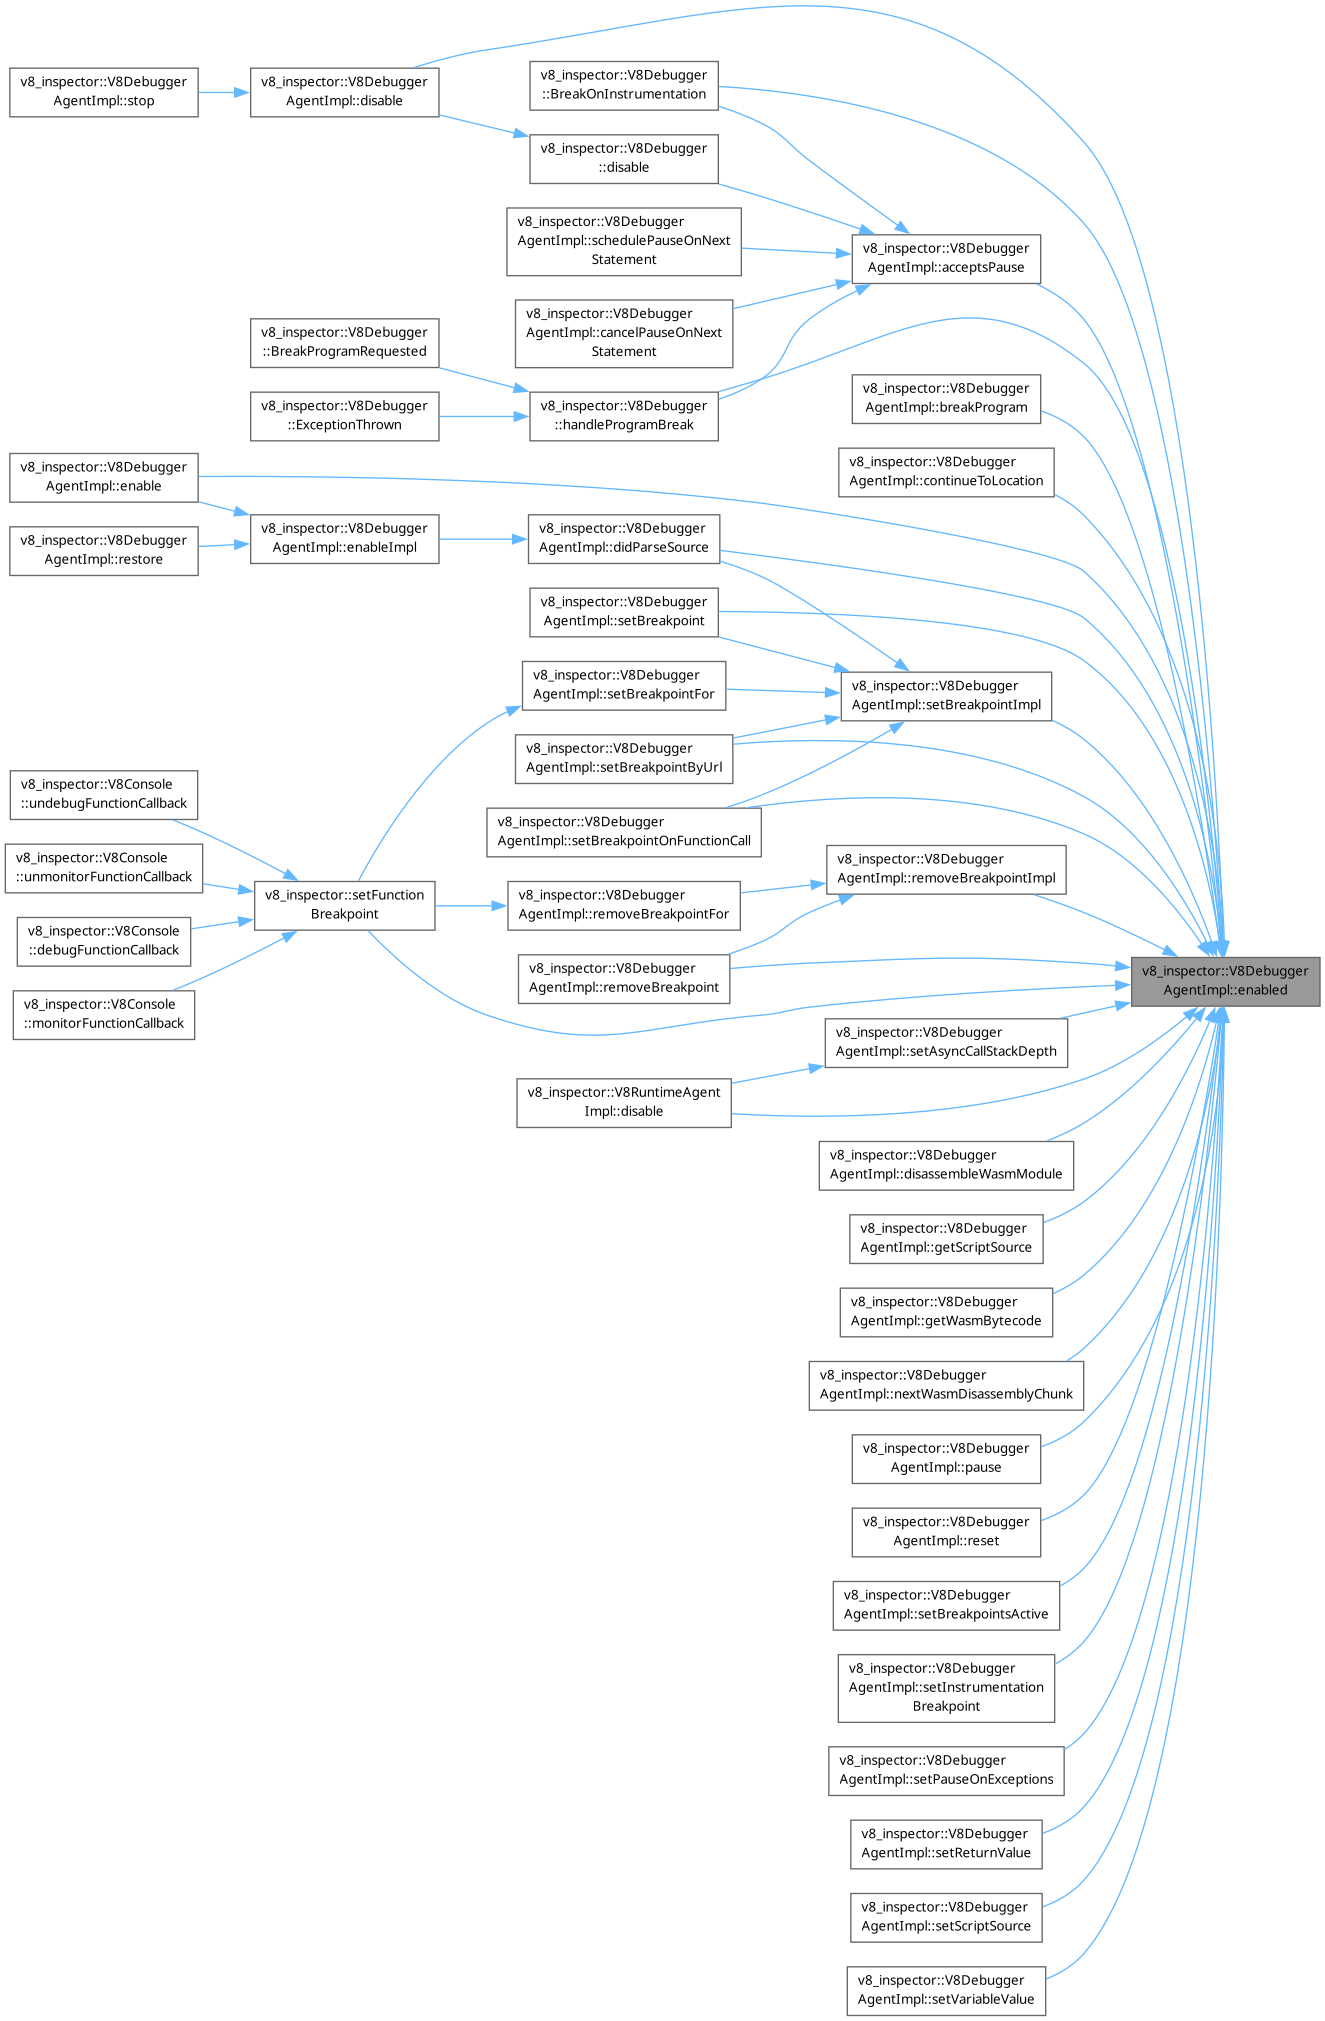 v8_inspector::V8Debugger
AgentImpl::stop
v8_inspector::V8Debugger
AgentImpl::disable
v8_inspector::V8Debugger
::BreakOnInstrumentation
v8_inspector::V8Debugger
::disable
v8_inspector::V8Debugger
AgentImpl::schedulePauseOnNext
Statement
v8_inspector::V8Debugger
AgentImpl::acceptsPause
v8_inspector::V8Debugger
AgentImpl::cancelPauseOnNext
Statement
v8_inspector::V8Debugger
::BreakProgramRequested
v8_inspector::V8Debugger
::ExceptionThrown
v8_inspector::V8Debugger
::handleProgramBreak
v8_inspector::V8Debugger
AgentImpl::breakProgram
v8_inspector::V8Debugger
AgentImpl::continueToLocation
v8_inspector::V8Debugger
AgentImpl::enable
v8_inspector::V8Debugger
AgentImpl::restore
v8_inspector::V8Debugger
AgentImpl::enableImpl
v8_inspector::V8Debugger
AgentImpl::didParseSource
v8_inspector::V8Debugger
AgentImpl::setBreakpoint
v8_inspector::V8Debugger
AgentImpl::setBreakpointFor
v8_inspector::V8Debugger
AgentImpl::setBreakpointImpl
v8_inspector::V8Debugger
AgentImpl::setBreakpointByUrl
v8_inspector::V8Debugger
AgentImpl::setBreakpointOnFunctionCall
v8_inspector::V8Console
::undebugFunctionCallback
v8_inspector::V8Console
::unmonitorFunctionCallback
v8_inspector::V8Console
::debugFunctionCallback
v8_inspector::V8Console
::monitorFunctionCallback
v8_inspector::setFunction
Breakpoint
v8_inspector::V8Debugger
AgentImpl::removeBreakpointFor
v8_inspector::V8Debugger
AgentImpl::removeBreakpointImpl
v8_inspector::V8Debugger
AgentImpl::removeBreakpoint
v8_inspector::V8Debugger
AgentImpl::enabled
v8_inspector::V8Debugger
AgentImpl::setAsyncCallStackDepth
v8_inspector::V8RuntimeAgent
Impl::disable
v8_inspector::V8Debugger
AgentImpl::disassembleWasmModule
v8_inspector::V8Debugger
AgentImpl::getScriptSource
v8_inspector::V8Debugger
AgentImpl::getWasmBytecode
v8_inspector::V8Debugger
AgentImpl::nextWasmDisassemblyChunk
v8_inspector::V8Debugger
AgentImpl::pause
v8_inspector::V8Debugger
AgentImpl::reset
v8_inspector::V8Debugger
AgentImpl::setBreakpointsActive
v8_inspector::V8Debugger
AgentImpl::setInstrumentation
Breakpoint
v8_inspector::V8Debugger
AgentImpl::setPauseOnExceptions
v8_inspector::V8Debugger
AgentImpl::setReturnValue
v8_inspector::V8Debugger
AgentImpl::setScriptSource
v8_inspector::V8Debugger
AgentImpl::setVariableValue